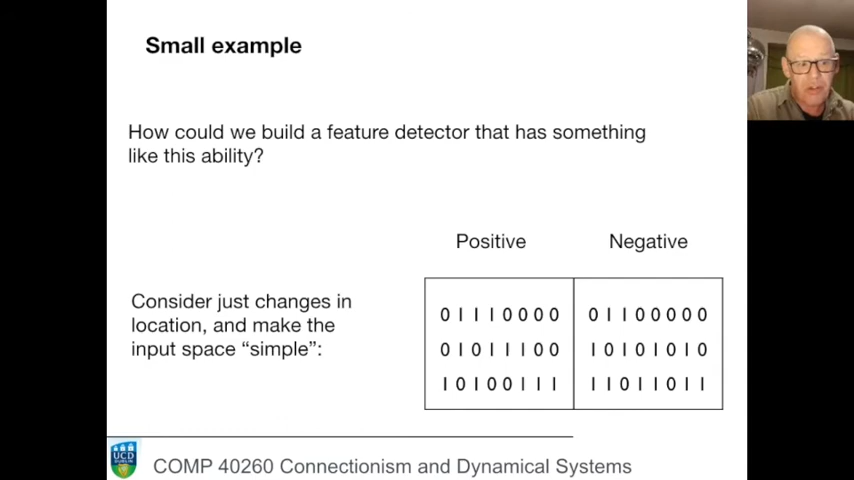 Small example
How could we build a feature detector that has something
like this ability?
Positive Negative
Consider just changes in
location, and make the
input space “simple”:
0 1 1 1 0 0 0 0 0 1 1 0 0 0 0 0
0 1 0 1 1 1 0 0 1 0 1 0 1 0 1 0
1 0 1 0 0 1 1 1 1 1 0 1 1 0 1 1
UCD
DUBLIN
COMP 40260 Connectionism and Dynamical Systems